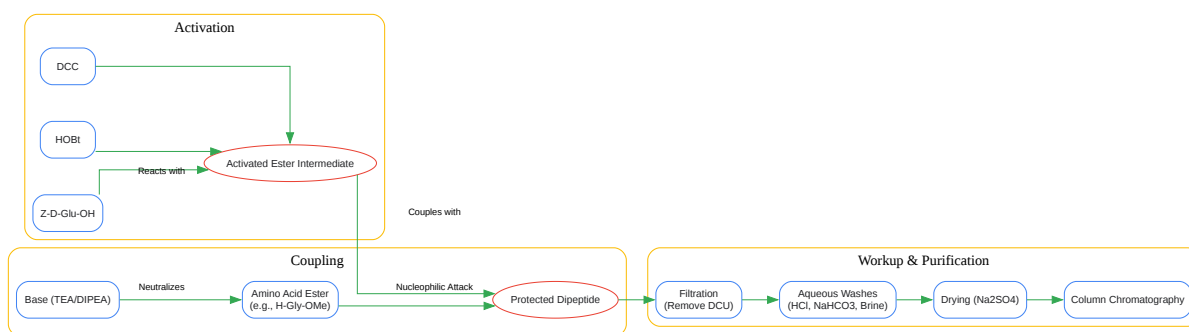 Activation
DCC
HOBt
Activated Ester Intermediate
Reacts with
Z-D-Glu-OH
Couples with
Coupling
Base (TEA/DIPEA)
Neutralizes
Amino Acid Ester
(e.g., H-Gly-OMe)
Nucleophilic Attack
Protected Dipeptide
Workup & Purification
Filtration
(Remove DCU)
Aqueous Washes
(HCl, NaHCO3, Brine)
Drying (Na2SO4)
Column Chromatography